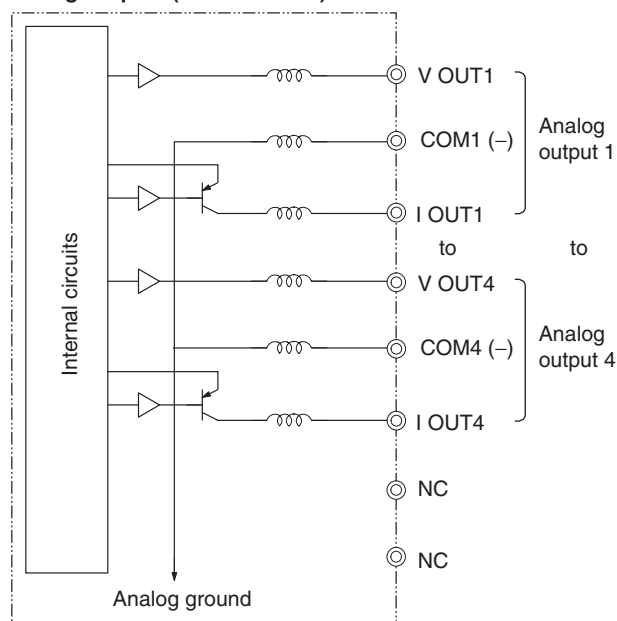 V OUT1
COM1 (–)
Analog
output 1
I OUT1
to
to
V OUT4
Internal circuits
COM4 (–)
Analog
output 4
I OUT4
NC
NC
Analog ground